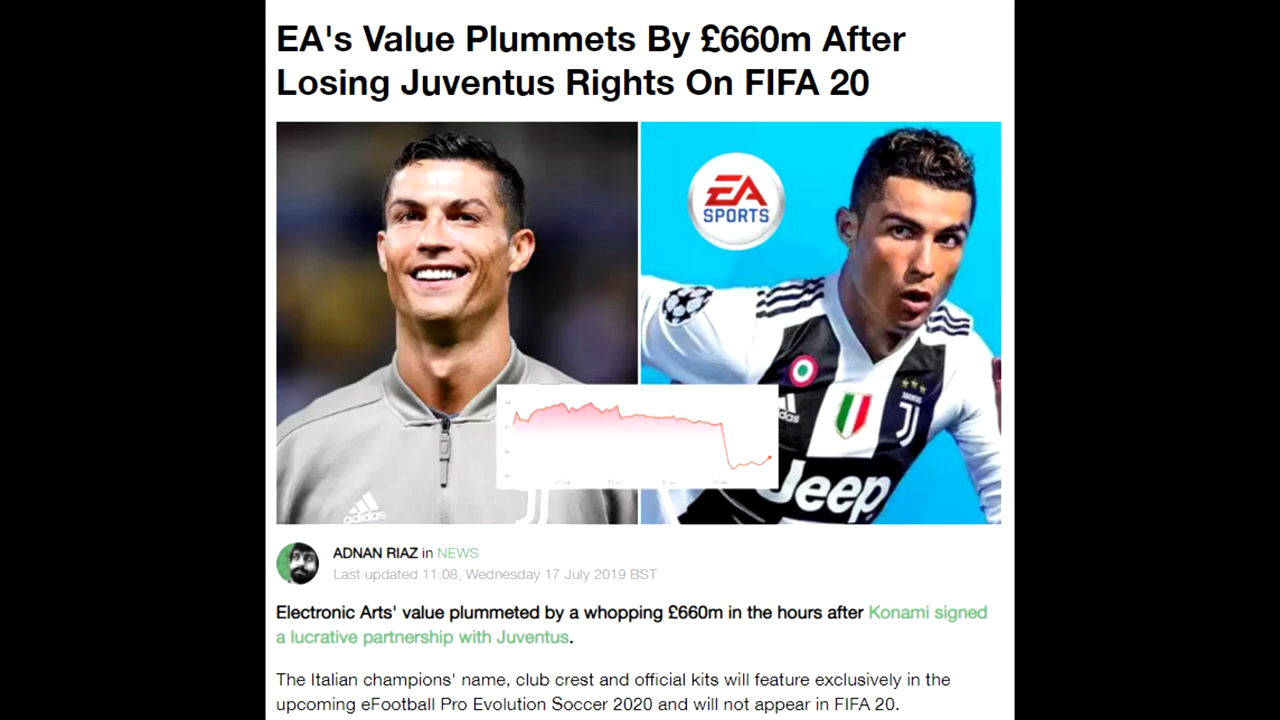 EA's Value Plummets By £660m After
Losing Juventus Rights On FIFA 20
EA
SPORTS
adidas
adidas
JUVENTUS
Jeep
ADNAN RIAZ in NEWS
Last updated 11:08, Wednesday 17 July 2019 BST
Electronic Arts' value plummeted by a whopping £660m in the hours after Konami signed
a lucrative partnership with Juventus.
The Italian champions' name, club crest and official kits will feature exclusively in the
upcoming eFootball Pro Evolution Soccer 2020 and will not appear in FIFA 20.